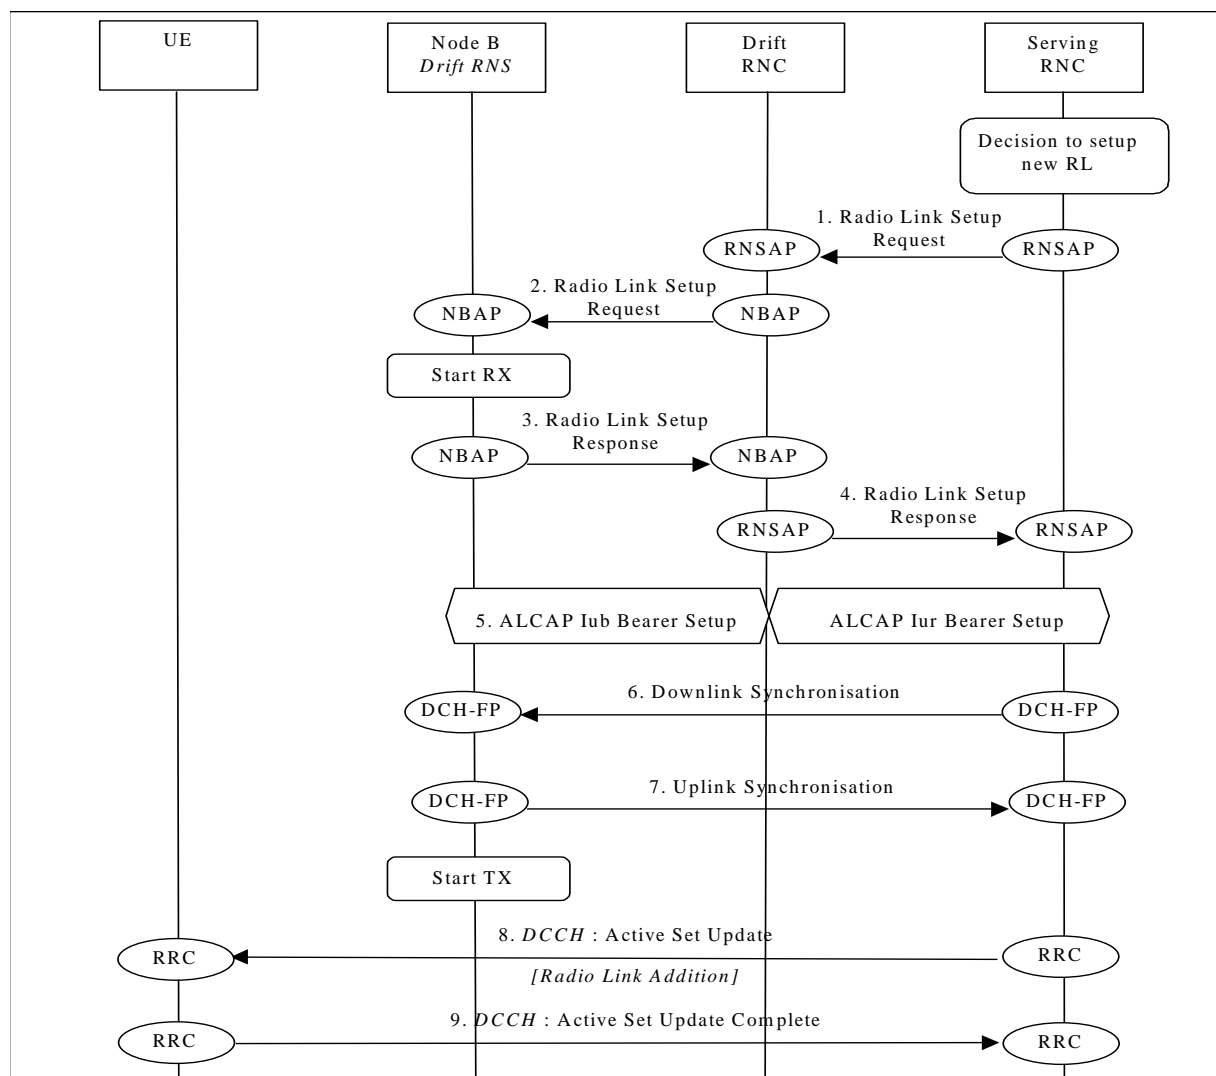 UE
Node B
Drift RNS
Drift
RNC
Serving
RNC
Decision to setup
new RL
1. Radio Link Setup
Request
RNSAP
RNSAP
2. Radio Link Setup
Request
NBAP
NBAP
Start RX
3. Radio Link Setup
Response
NBAP
NBAP
4. Radio Link Setup
Response
RNSAP
RNSAP
5. ALCAP Iub Bearer Setup
ALCAP Iur Bearer Setup
6. Downlink Synchronisation
DCH-FP
DCH-FP
7. Uplink Synchronisation
DCH-FP
DCH-FP
Start TX
8. DCCH : Active Set Update
RRC
RRC
[Radio Link Addition]
9. DCCH : Active Set Update Complete
RRC
RRC